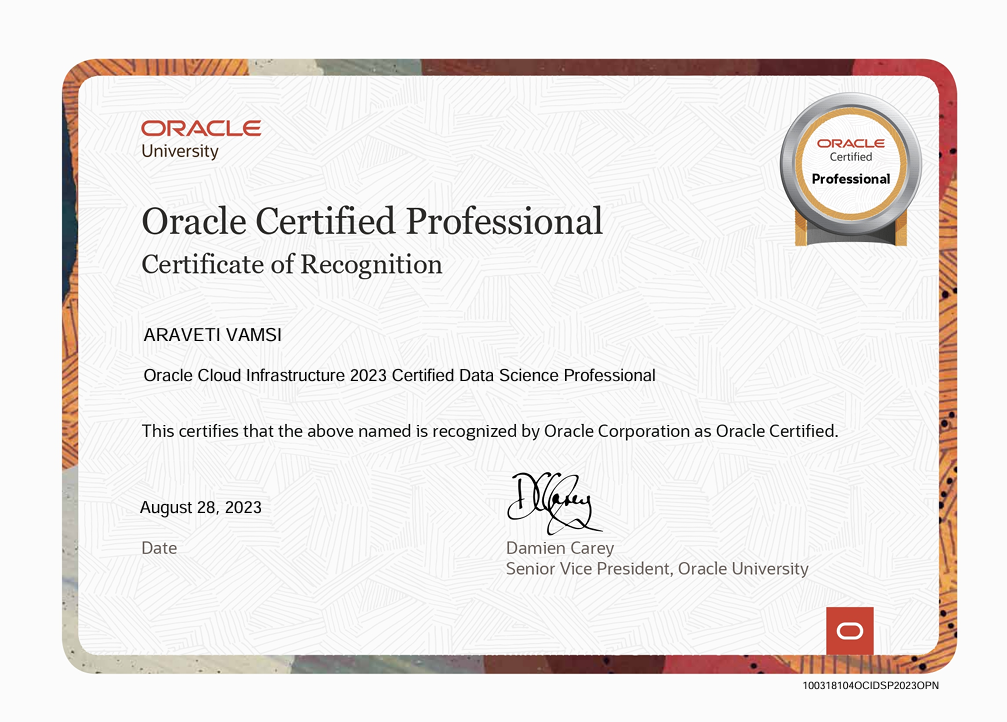 ORACLE
University
ORACLE
Certified
Professional
Oracle Certified Professional
Certificate of Recognition
ARAVETI VAMSI
Oracle Cloud Infrastructure 2023 Certified Data Science Professional
This certifies that the above named is recognized by Oracle Corporation as Oracle Certified.
DCarey
August 28, 2023
Date
Damien Carey
Senior Vice President, Oracle University
100318104OCIDSP2023OPN